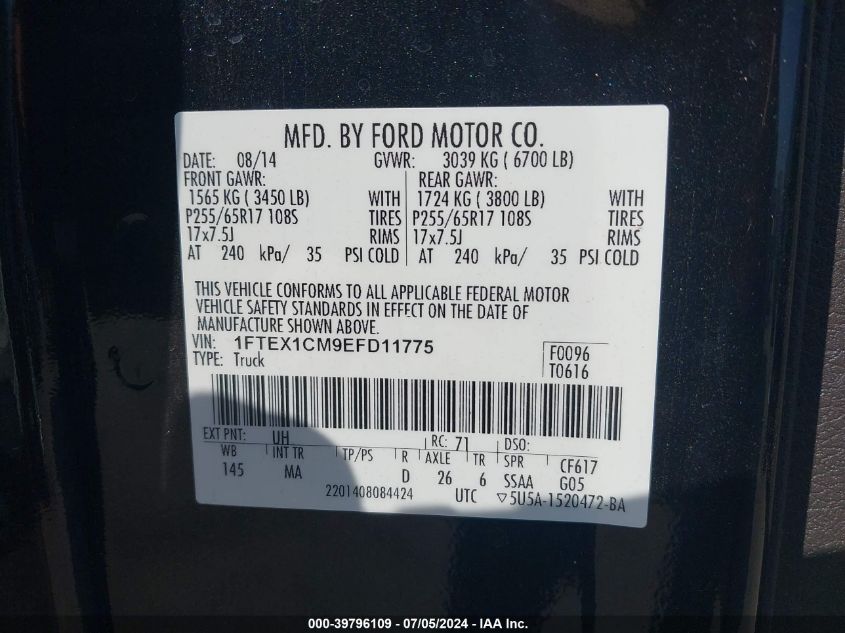 MFD. BY FORD MOTOR CO.
DATE: 08/14 GVWR: 3039 KG ( 6700 LB)
FRONT GAWR: REAR GAWR:
1565 KG ( 3450 LB) WITH 1724 KG ( 3800 LB) WITH
P255/65R17 108S TIRES P255/65R17 108S TIRES
17x7.5J RIMS 17x7.5J RIMS
AT 240 kPa/ 35 PSI COLD AT 240 kPa/ 35 PSI COLD
THIS VEHICLE CONFORMS TO ALL APPLICABLE FEDERAL MOTOR
VEHICLE SAFETY STANDARDS IN EFFECT ON THE DATE OF
MANUFACTURE SHOWN ABOVE.
VIN: 1FTEX1CM9EFD11775 F0096
TYPE: Truck T0616
EXT PNT: UH RC: 71 DSO:
WB INT TR TP/PS R AXLE TR SPR CF617
145 MA D 26 6 SSAA G05
2201408084424 UTC ▽5U5A-1520472-BA
000-39796109 / 07/05/2024 - IAA Inc.